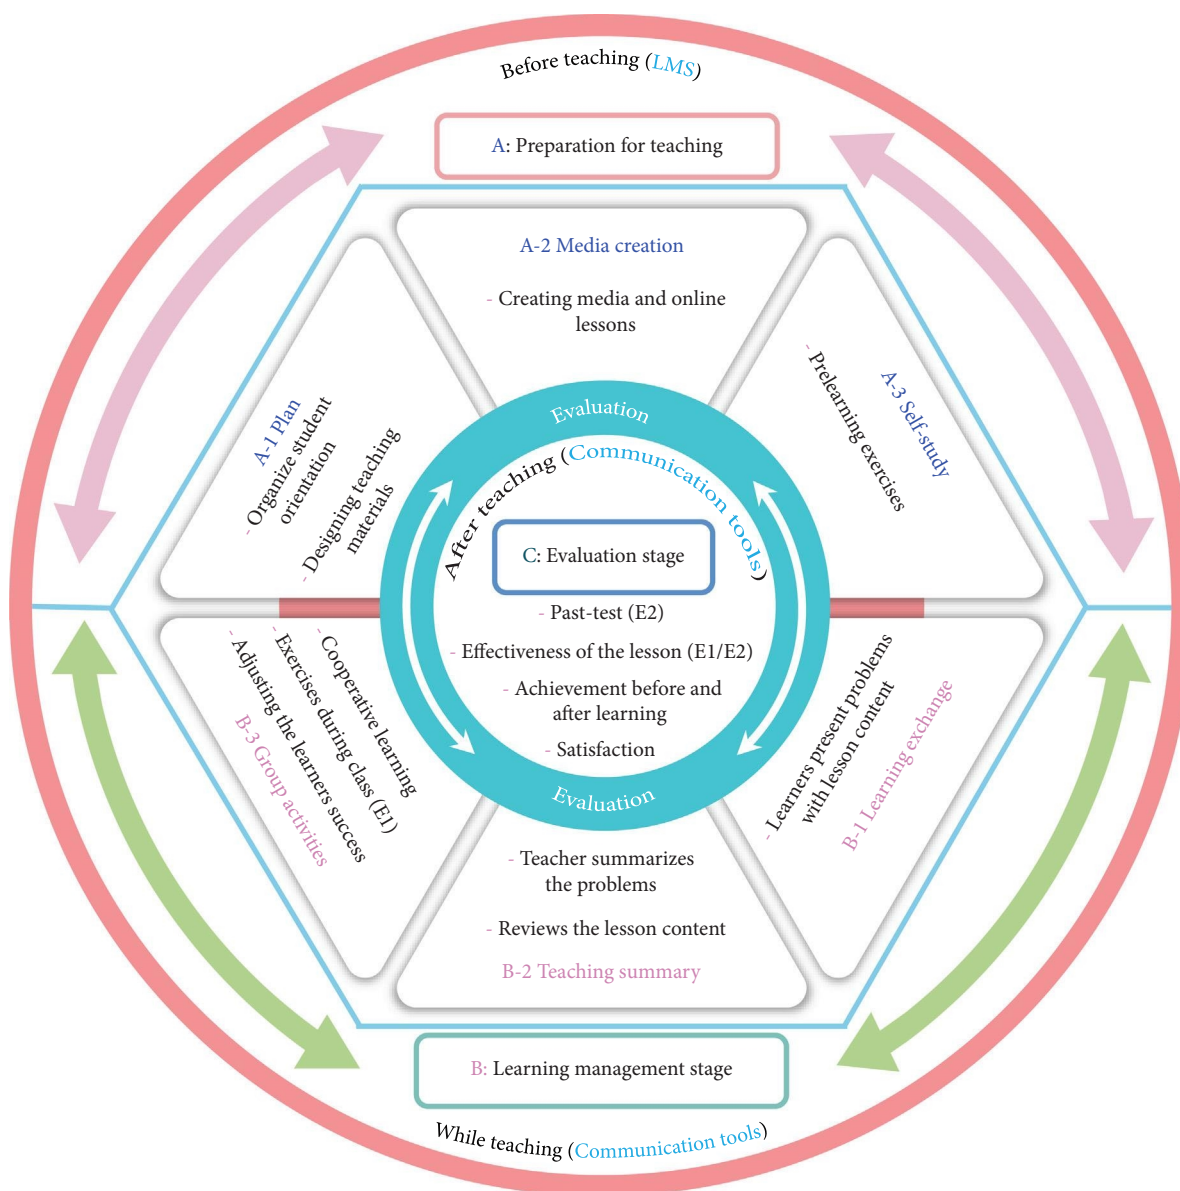 Before teaching (LMS)
A: Preparation for teaching
A-1 Plan
- Organize student
orientation
- Designing teaching
materials
A-2 Media creation
- Creating media and online
lessons
A-3 Self-study
- Prelearning exercises
Evaluation
After teaching (Communication tools)
C: Evaluation stage
- Past-test (E2)
- Effectiveness of the lesson (E1/E2)
- Achievement before and
after learning
- Satisfaction
Evaluation
- Learners present problems
with lesson content
B-1 Learning exchange
- Teacher summarizes
the problems
- Reviews the lesson content
B-2 Teaching summary
- Cooperative learning
- Exercises during class (E1)
- Adjusting the learners success
B-3 Group activities
B: Learning management stage
While teaching (Communication tools)